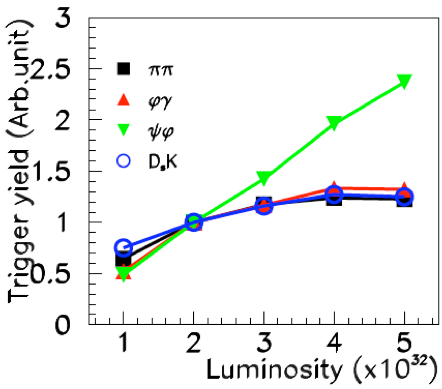 Trigger yield (Arb.unit)
3
2.5
2
1.5
1
0.5
0
ππ
φγ
ψφ
DₛK
1 2 3 4 5
Luminosity (x10³²)